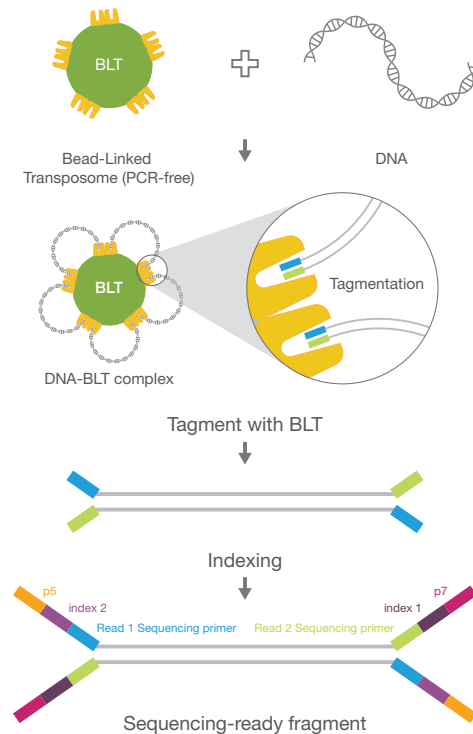 BLT
Bead-Linked
Transposome (PCR-free)
DNA
BLT
Tagmentation
DNA-BLT complex
Tagment with BLT
Indexing
p5
p7
index 2
index 1
Read 1 Sequencing primer
Read 2 Sequencing primer
Sequencing-ready fragment